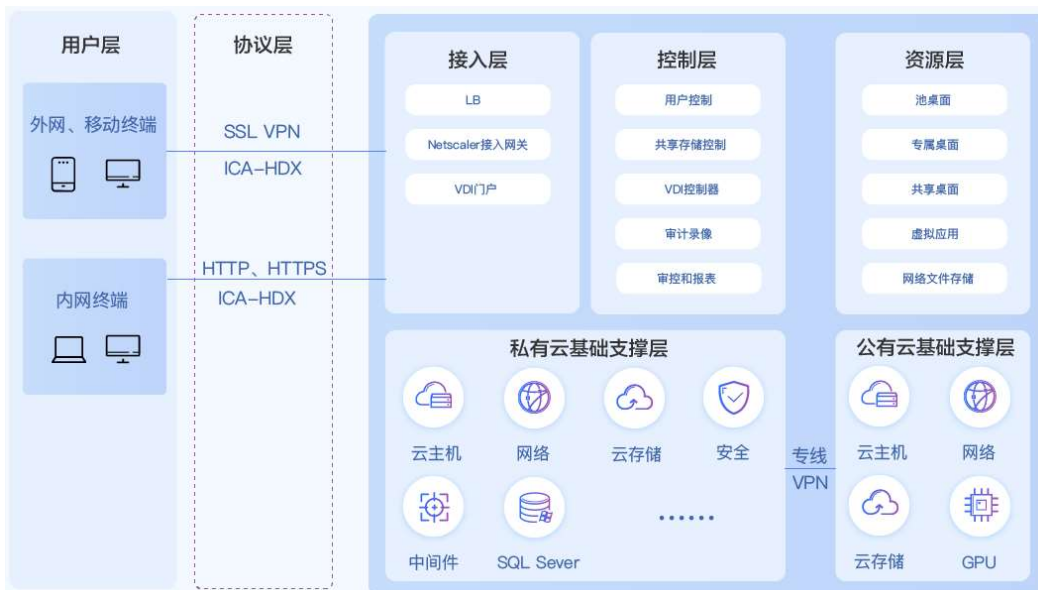 用户层
外网、移动终端
内网终端
协议层
SSL VPN
ICA-HDX
HTTP、HTTPS
ICA-HDX
接入层
LB
Netscaler接入网关
VDI门户
控制层
用户控制
共享存储控制
VDI控制器
审计录像
审控和报表
资源层
池桌面
专属桌面
共享桌面
虚拟应用
网络文件存储
私有云基础支撑层
云主机
网络
云存储
安全
中间件
SQL Sever
······
专线
VPN
公有云基础支撑层
云主机
网络
云存储
GPU